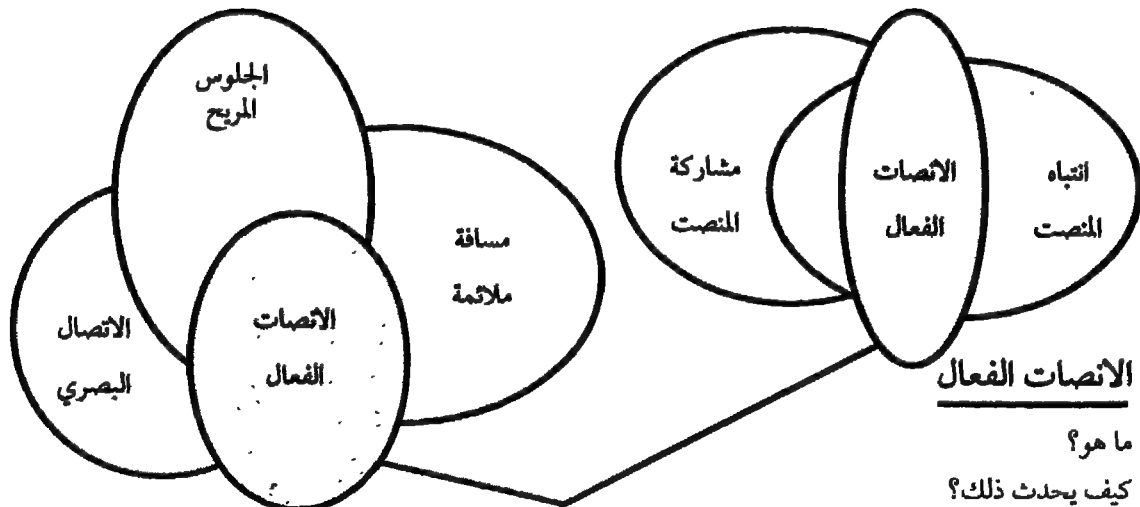 الجلوس
المريح
مسافة
ملائمة
الاتصال
البصري
الانصات
الفعال
انتباه
المنصت
الانصات
الفعال
مشاركة
المنصت
الانصات الفعال
ما هو؟
كيف يحدث ذلك؟